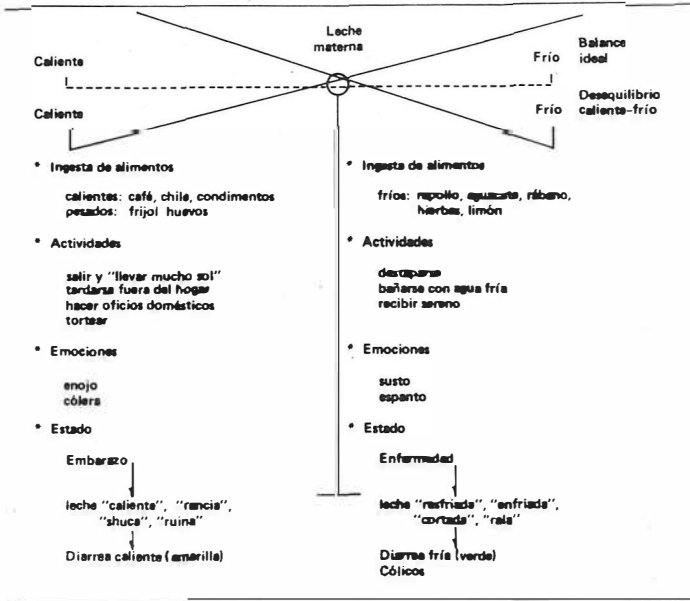 Leche
materna
Balance
ideal
Caliente
Frío
Desequilibrio
caliente-frío
Caliente
Frío
* Ingesta de alimentos
calientes: café, chile, condimentos
pesados: frijol huevos
* Actividades
salir y "llevar mucho sol"
tardarse fuera del hogar
hacer oficios domésticos
tortear
* Emociones
enojo
cólera
* Estado
Embarazo
leche "caliente", "rancia",
"shuca", "ruina"
Diarrea caliente (amarilla)
* Ingesta de alimentos
fríos: repollo, aguacate, rábano,
hierbas, limón
* Actividades
destaparse
bañarse con agua fría
recibir sereno
* Emociones
susto
espanto
* Estado
Enfermedad
leche "resfriada", "enfriada",
"cortada", "rala"
Diarrea fría (verde)
Cólicos